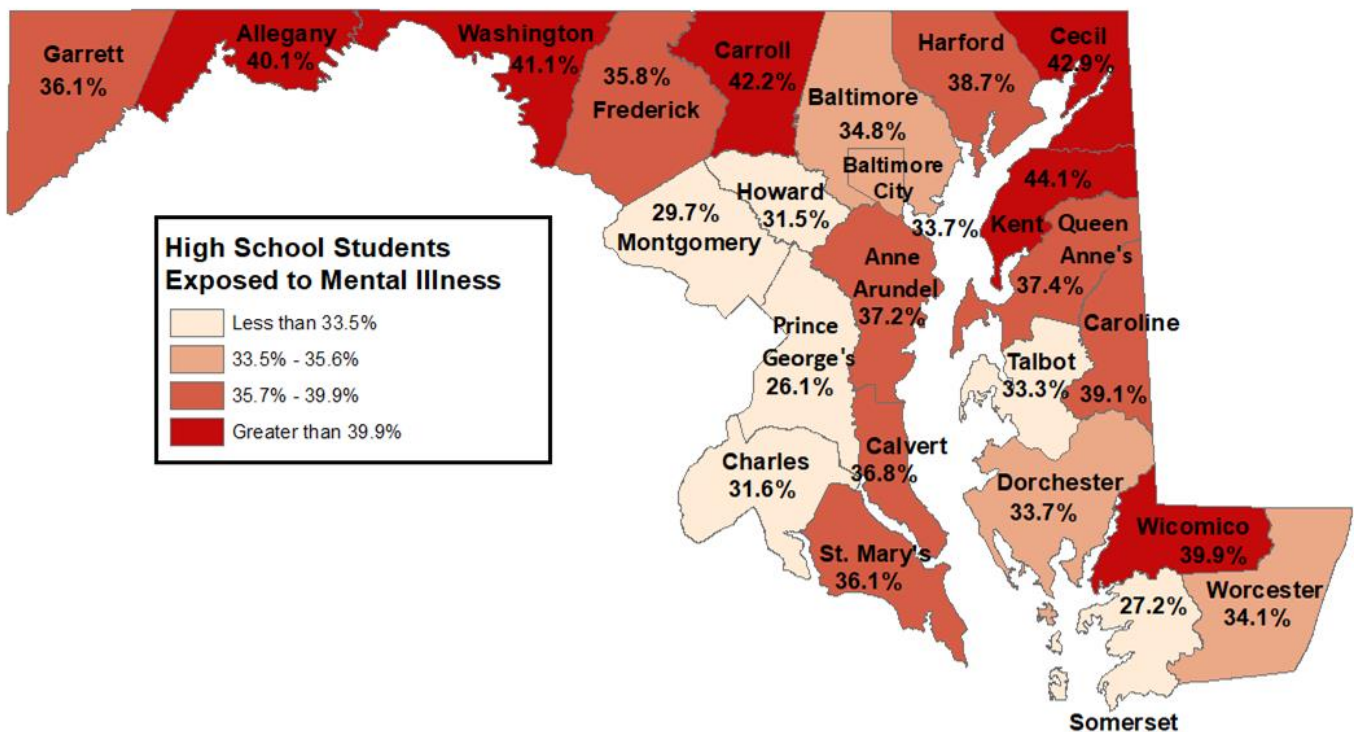 Garrett
36.1%
Allegany
40.1%
Washington
41.1%
35.8%
Frederick
Carroll
42.2%
Baltimore
34.8%
Baltimore
City
33.7%
Harford
38.7%
Cecil
42.9%
44.1%
Kent
Queen
Anne's
37.4%
Howard
31.5%
29.7%
Montgomery
Anne
Arundel
37.2%
Prince
George's
26.1%
Caroline
39.1%
Talbot
33.3%
Charles
31.6%
Calvert
36.8%
St. Mary's
36.1%
Dorchester
33.7%
Wicomico
39.9%
Worcester
34.1%
27.2%
Somerset
High School Students
Exposed to Mental Illness
Less than 33.5%
33.5% - 35.6%
35.7% - 39.9%
Greater than 39.9%